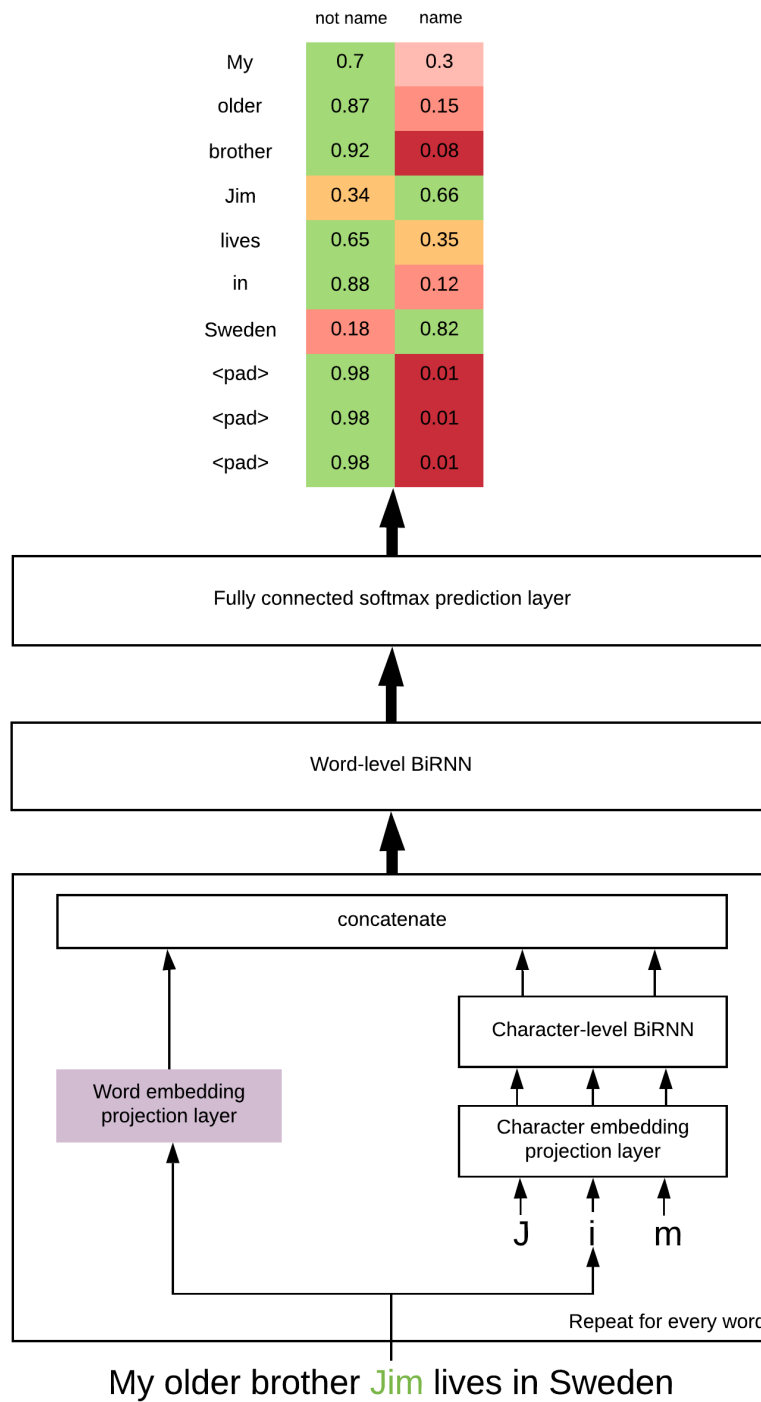 not name name
My 0.7 0.3
older 0.87 0.15
brother 0.92 0.08
Jim 0.34 0.66
lives 0.65 0.35
in 0.88 0.12
Sweden 0.18 0.82
<pad> 0.98 0.01
<pad> 0.98 0.01
<pad> 0.98 0.01
Fully connected softmax prediction layer
Word-level BiRNN
concatenate
Character-level BiRNN
Word embedding
projection layer
Character embedding
projection layer
J i m
Repeat for every word
My older brother Jim lives in Sweden